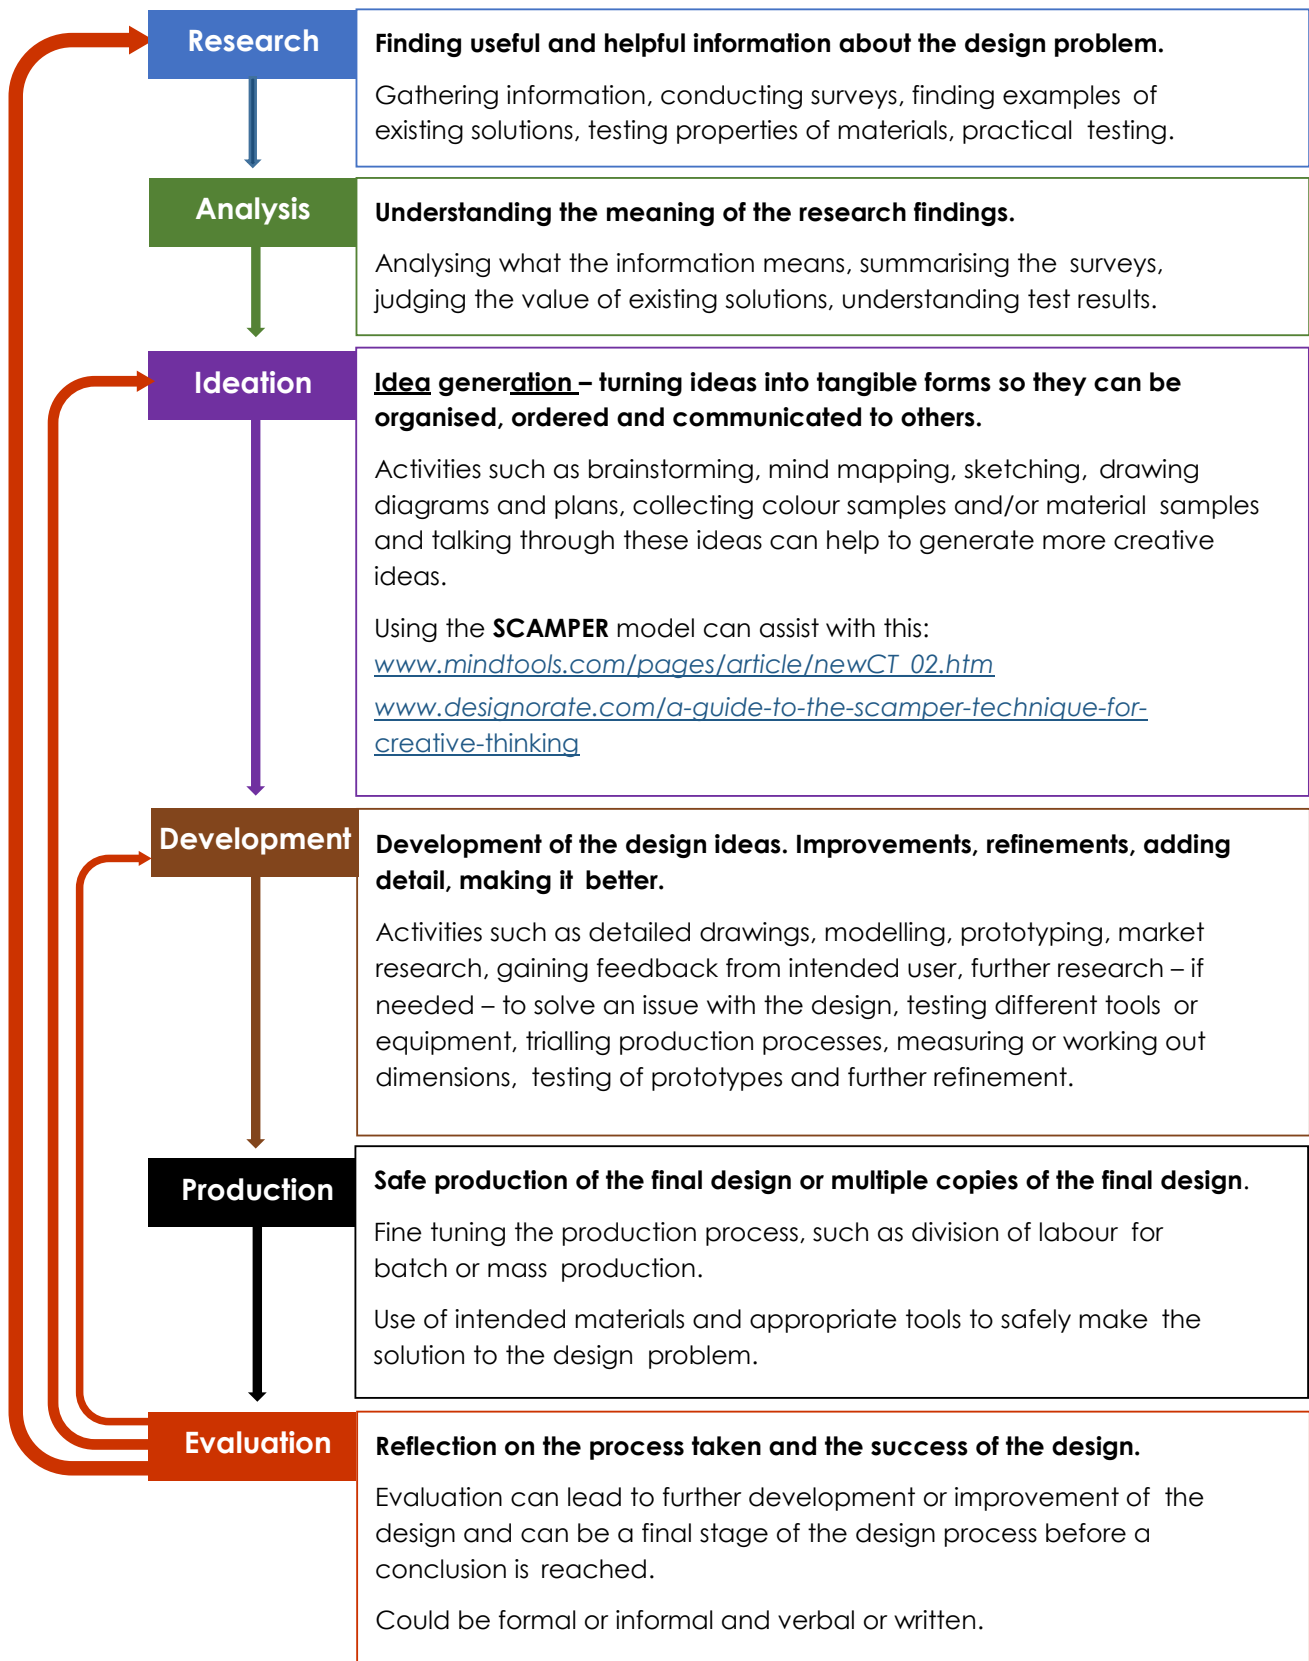 Research
Finding useful and helpful information about the design problem.
Gathering information, conducting surveys, finding examples of
existing solutions, testing properties of materials, practical testing.
Analysis
Understanding the meaning of the research findings.
Analysing what the information means, summarising the surveys,
judging the value of existing solutions, understanding test results.
Ideation
Idea generation – turning ideas into tangible forms so they can be
organised, ordered and communicated to others.
Activities such as brainstorming, mind mapping, sketching, drawing
diagrams and plans, collecting colour samples and/or material samples
and talking through these ideas can help to generate more creative
ideas.
Using the SCAMPER model can assist with this:
www.mindtools.com/pages/article/newCT_02.htm
www.designorate.com/a-guide-to-the-scamper-technique-for-
creative-thinking
Development
Development of the design ideas. Improvements, refinements, adding
detail, making it better.
Activities such as detailed drawings, modelling, prototyping, market
research, gaining feedback from intended user, further research – if
needed – to solve an issue with the design, testing different tools or
equipment, trialling production processes, measuring or working out
dimensions, testing of prototypes and further refinement.
Production
Safe production of the final design or multiple copies of the final design.
Fine tuning the production process, such as division of labour for
batch or mass production.
Use of intended materials and appropriate tools to safely make the
solution to the design problem.
Evaluation
Reflection on the process taken and the success of the design.
Evaluation can lead to further development or improvement of the
design and can be a final stage of the design process before a
conclusion is reached.
Could be formal or informal and verbal or written.